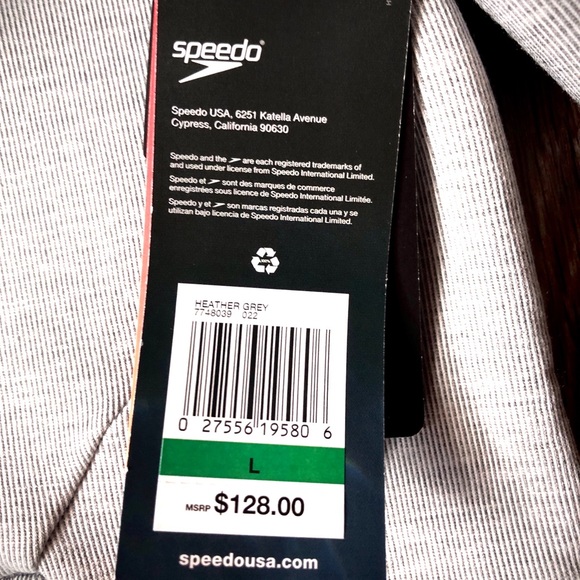 speedo
Speedo USA, 6251 Katella Avenue
Cypress, California 90630
Speedo and the are each registered trademarks of
and used under license from Speedo International Limited.
Speedo et sont des marques de commerce
enregistrées sous licence de Speedo International Limitée.
Speedo y et son marcas registradas cada una y se
utilizan bajo licencia de Speedo International Limited.
HEATHER GREY
7748039 022
0 27556 19580 6
L
MSRP $128.00
speedousa.com